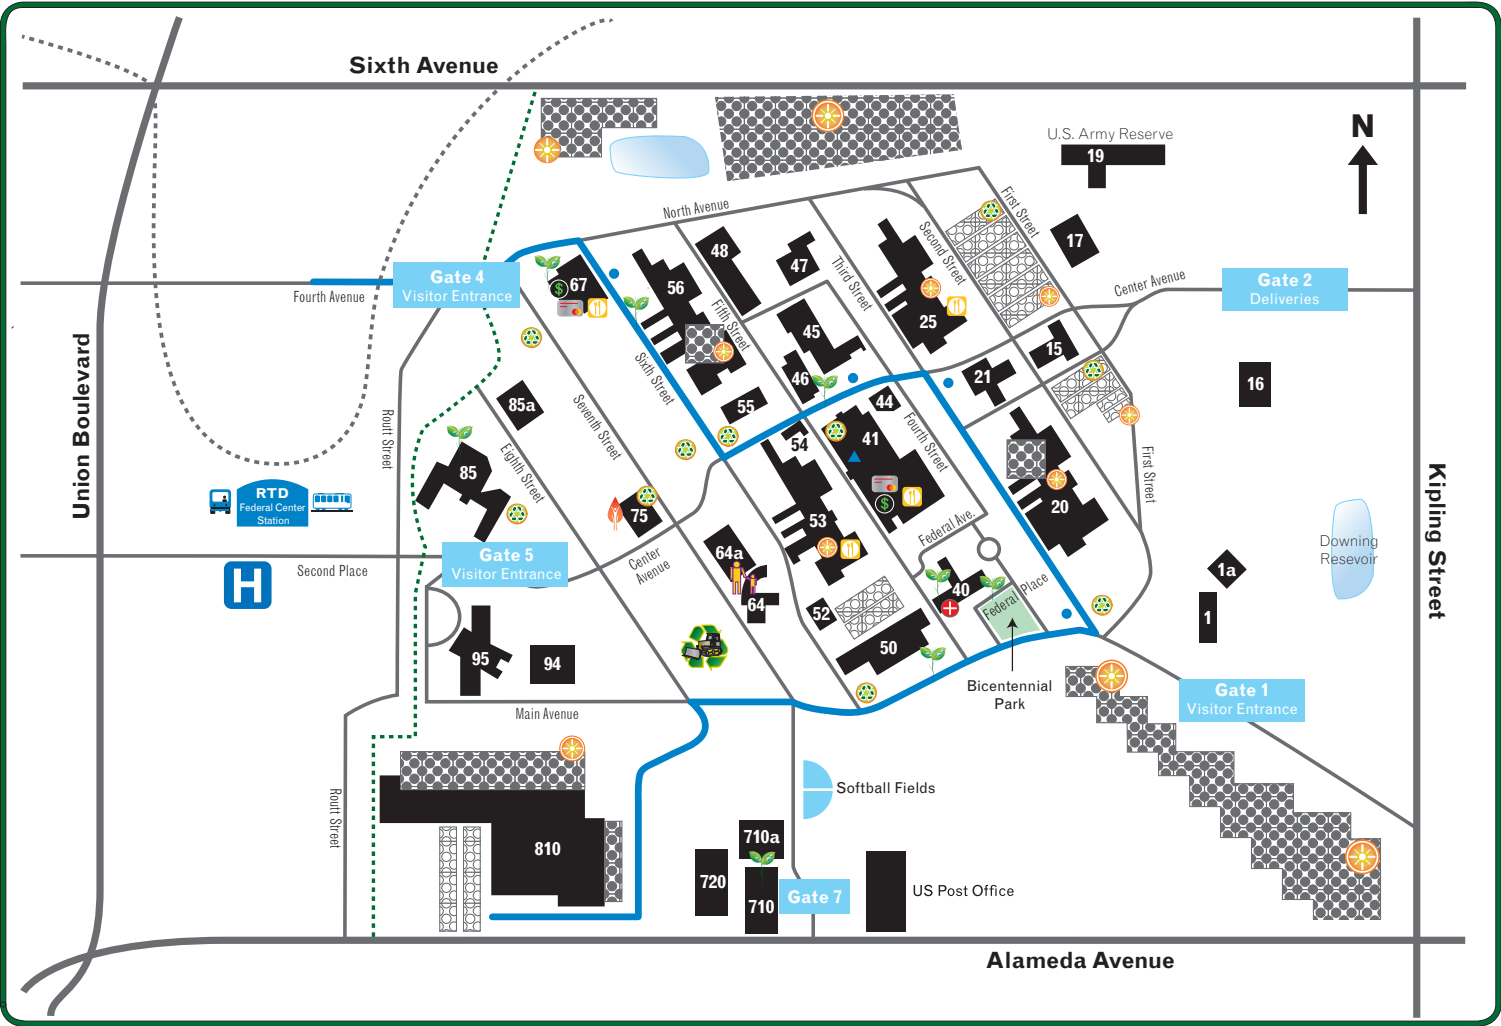 Sixth Avenue
U.S. Army Reserve
19
N
North Avenue
First Street
Second Street
17
48
47
Third Street
Gate 4
Visitor Entrance
Fourth Avenue
67
$
56
Fifth Street
25
Center Avenue
Gate 2
Deliveries
45
15
Sixth Street
46
21
16
85a
55
44
Seventh Street
Union Boulevard
Routt Street
54
41
Fourth Street
85
Eighth Street
First Street
Kipling Street
RTD
Federal Center
Station
75
53
$
20
Federal Ave.
Downing
Resevoir
Gate 5
Visitor Entrance
Second Place
H
Center
Avenue
64a
64
52
40
Federal Place
1a
1
95
94
50
Bicentennial
Park
Gate 1
Visitor Entrance
Main Avenue
Routt Street
Softball Fields
810
710a
720
710
Gate 7
US Post Office
Alameda Avenue